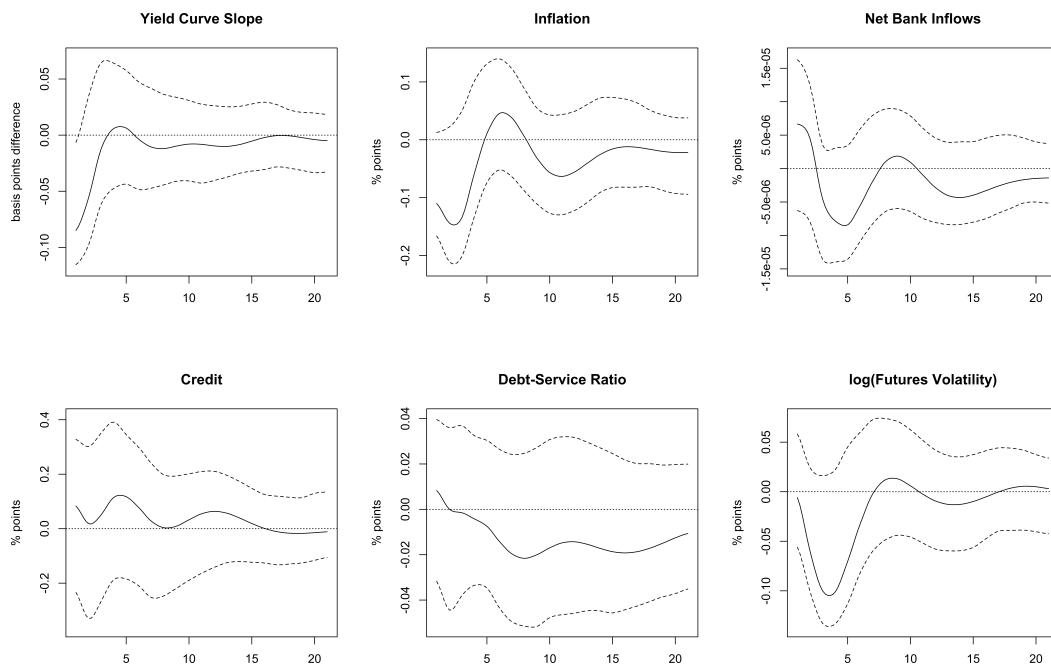 Yield Curve Slope
basis points difference
0.05
0.00
-0.05
-0.10
5 10 15 20
Inflation
% points
0.1
0.0
-0.1
-0.2
5 10 15 20
Net Bank Inflows
% points
1.5e-05
5.0e-06
-5.0e-06
-1.5e-05
5 10 15 20
Credit
% points
0.4
0.2
0.0
-0.2
5 10 15 20
Debt-Service Ratio
% points
0.04
0.02
0.00
-0.02
-0.04
5 10 15 20
log(Futures Volatility)
% points
0.05
0.00
-0.05
-0.10
5 10 15 20